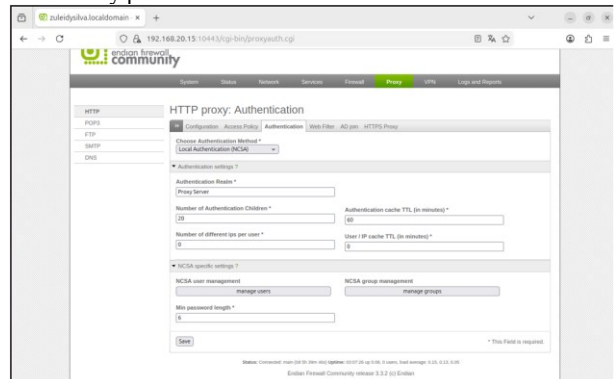 zuleidysilva.localdomain
192.168.20.15:10443/cgi-bin/proxyauth.cgi
endian firewall
community
System Status Network Services Firewall Proxy VPN Logs and Reports
HTTP
POP3
FTP
SMTP
DNS
HTTP proxy: Authentication
Configuration Access Policy Authentication Web Filter AD join HTTPS Proxy
Choose Authentication Method *
Local Authentication (NCSA)
Authentication settings ?
Authentication Realm *
Proxy Server
Number of Authentication Children * Authentication cache TTL (in minutes) *
20 60
Number of different ips per user * User / IP cache TTL (in minutes) *
0 0
NCSA specific settings ?
NCSA user management NCSA group management
manage users manage groups
Min password length *
6
Save * This Field is required.
Status: Connected: main Uptime:
Endian Firewall Community release 3.3.2 (c) Endian